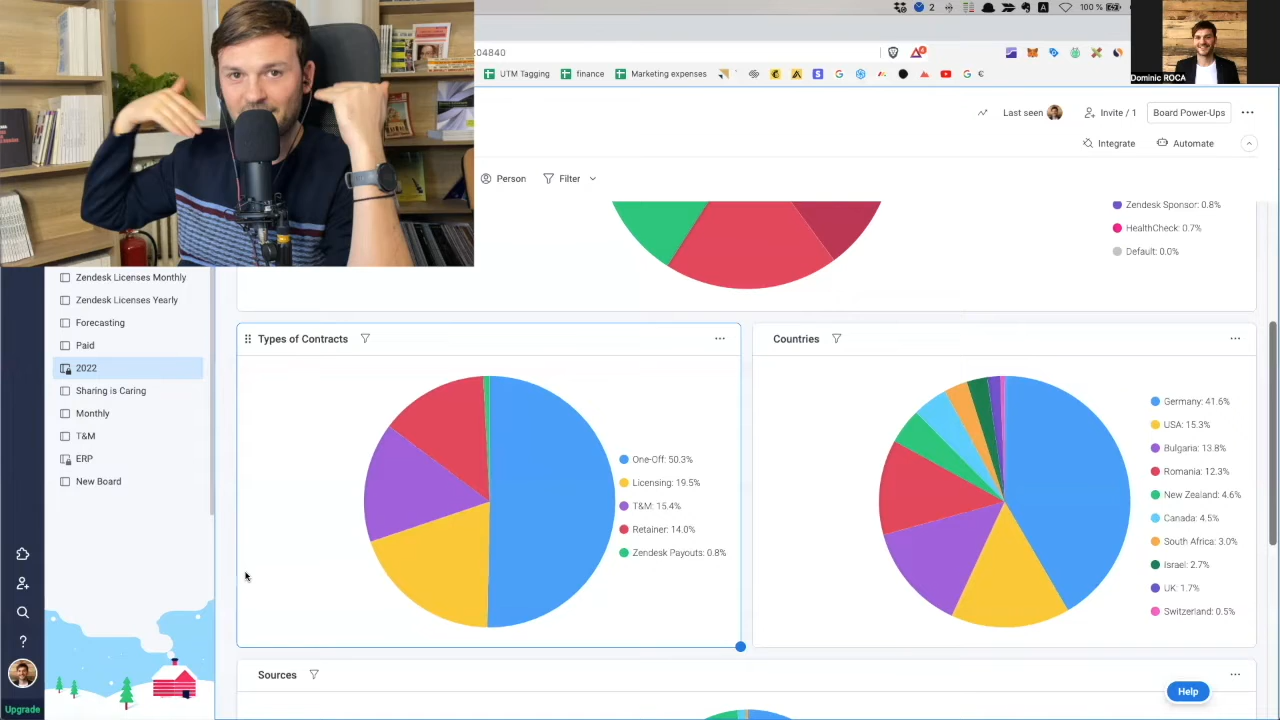 204840
2
A
100 %
UTM Tagging
finance
Marketing expenses
Dominic ROCA
Last seen
Invite / 1
Board Power-Ups
Integrate
Automate
Person
Filter
Zendesk Sponsor: 0.8%
HealthCheck: 0.7%
Default: 0.0%
Zendesk Licenses Monthly
Zendesk Licenses Yearly
Forecasting
Paid
2022
Sharing is Caring
Monthly
T&M
ERP
New Board
Upgrade
Types of Contracts
One-Off: 50.3%
Licensing: 19.5%
T&M: 15.4%
Retainer: 14.0%
Zendesk Payouts: 0.8%
Countries
Germany: 41.6%
USA: 15.3%
Bulgaria: 13.8%
Romania: 12.3%
New Zealand: 4.6%
Canada: 4.5%
South Africa: 3.0%
Israel: 2.7%
UK: 1.7%
Switzerland: 0.5%
Sources
Help